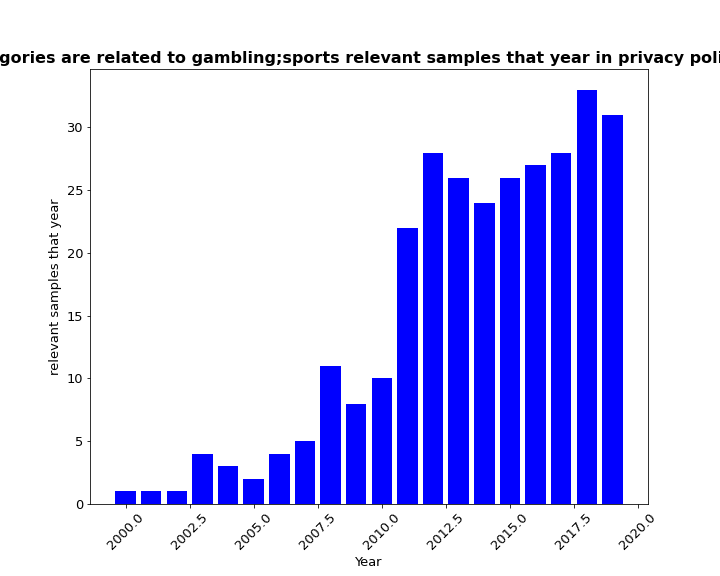 gories are related to gambling;sports relevant samples that year in privacy poli
30
25
20
15
10
5
0
relevant samples that year
2000.0 2002.5 2005.0 2007.5 2010.0 2012.5 2015.0 2017.5 2020.0
Year